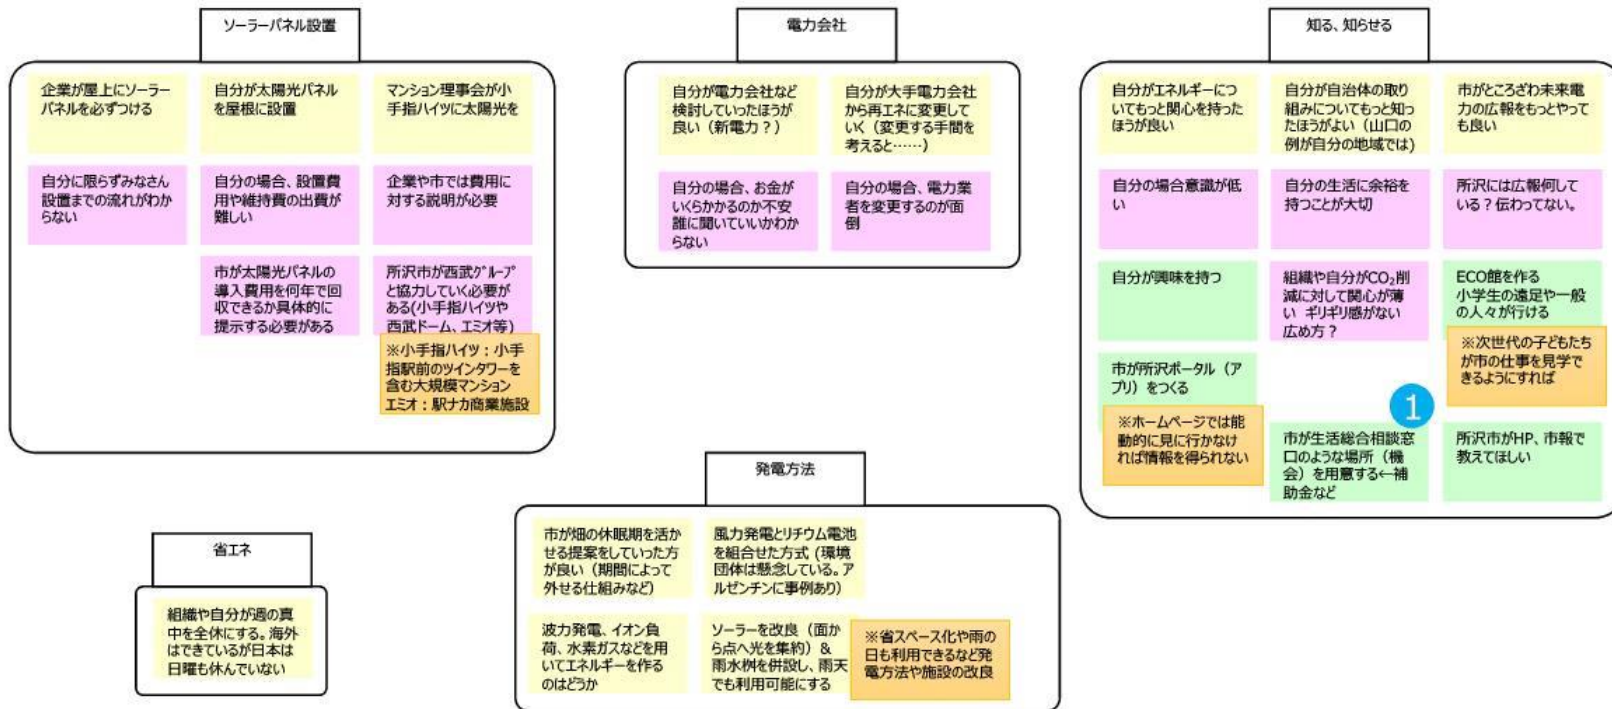 ソーラーパネル設置
企業が屋上にソーラー
パネルを必ずつける
自分が太陽光パネル
を屋根に設置
マンション理事会が小
手指ハイツに太陽光を
自分に限らずみなさん
設置までの流れがわか
らない
自分の場合、設置費
用や維持費の出費が
難しい
企業や市では費用に
対する説明が必要
市が太陽光パネルの
導入費用を何年で回
収できるか具体的に
提示する必要がある
所沢市が西武グループ
と協力していく必要が
ある(小手指ハイツや
西武ドーム、エミオ等)
※小手指ハイツ：小手
指駅前のツインタワーを
含む大規模マンション
エミオ：駅ナカ商業施設
電力会社
自分が電力会社など
検討していったほうが
良い（新電力？）
自分が大手電力会社
から再エネに変更して
いく（変更する手間を
考えると……）
自分の場合、お金が
いくらかかるのか不安
誰に聞いていいかわか
らない
自分の場合、電力業
者を変更するのが面
倒
知る、知らせる
自分がエネルギーにつ
いてもっと関心を持った
ほうが良い
自分が自治体の取り
組みについてもっと知っ
たほうがよい（山口の
例が自分の地域では)
市がところざわ未来電
力の広報をもっとやって
も良い
自分の場合意識が低
い
自分の生活に余裕を
持つことが大切
所沢には広報何して
いる？伝わってない。
自分が興味を持つ
組織や自分がCO₂削
減に対して関心が薄
い ギリギリ感がない
広め方？
ECO館を作る
小学生の遠足や一般
の人々が行ける
※次世代の子どもたち
が市の仕事を見学で
きるようにすれば
市が所沢ポータル（ア
プリ）をつくる
※ホームページでは能
動的に見に行かなけ
れば情報を得られない
1
市が生活総合相談窓
口のような場所（機
会）を用意する←補
助金など
所沢市がHP、市報で
教えてほしい
省エネ
組織や自分が週の真
中を全休にする。海外
はできているが日本は
日曜も休んでいない
発電方法
市が畑の休眠期を活か
せる提案をしていった方
が良い（期間によって
外せる仕組みなど）
風力発電とリチウム電池
を組合せた方式 (環境
団体は懸念している。ア
ルゼンチンに事例あり）
波力発電、イオン負
荷、水素ガスなどを用
いてエネルギーを作る
のはどうか
ソーラーを改良（面か
ら点へ光を集約）＆
雨水桝を併設し、雨天
でも利用可能にする
※省スペース化や雨の
日も利用できるなど発
電方法や施設の改良